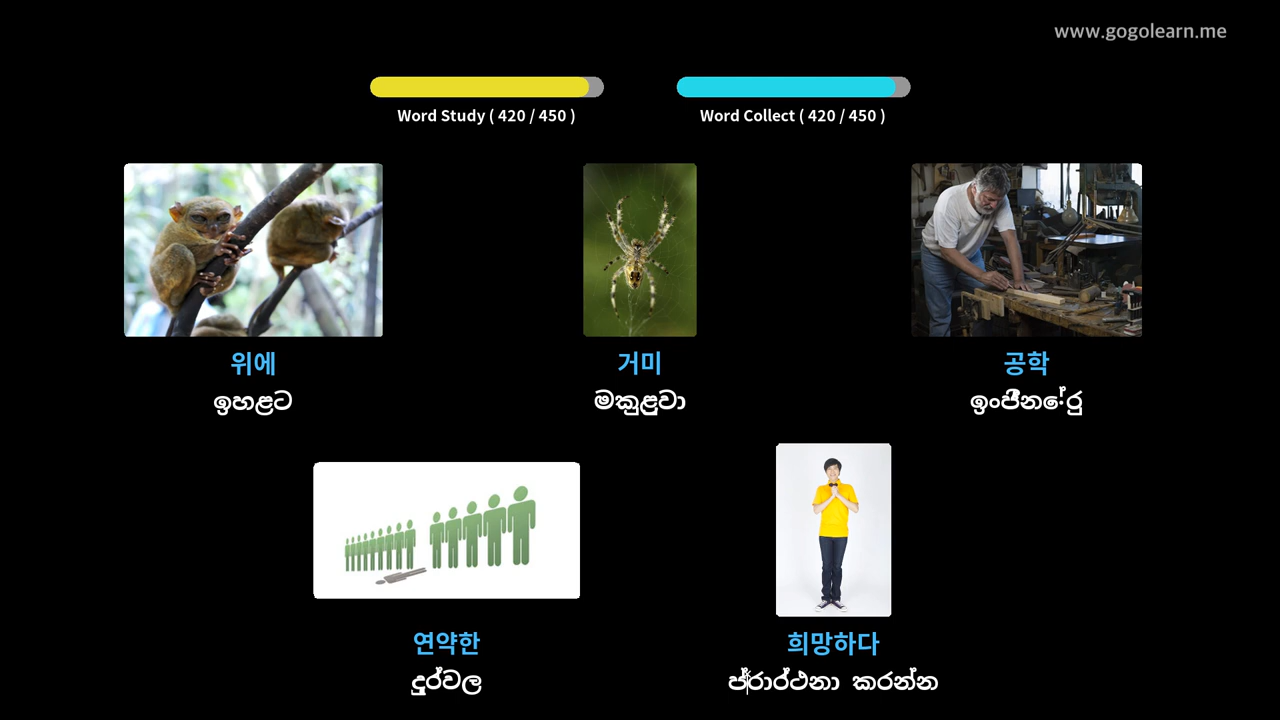 www.gogolearn.me
Word Study ( 420 / 450 )
Word Collect ( 420 / 450 )
위에
ඉහළට
거미
මකුළුවා
공학
ඉංජිනේරු
연약한
දුර්වල
희망하다
ප්රාර්ථනා කරන්න